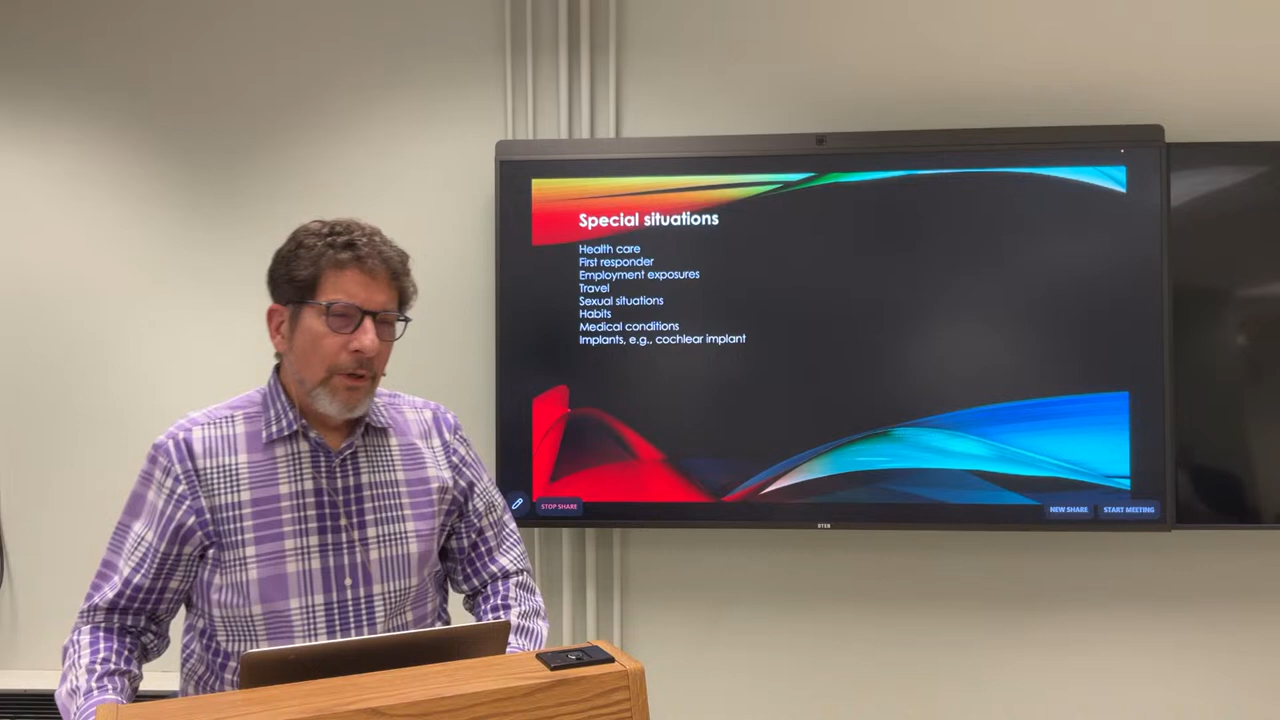 Special situations
Health care
First responder
Employment exposures
Travel
Sexual situations
Habits
Medical conditions
Implants, e.g., cochlear implant
STOP SHARE
NEW SHARE
START MEETING
DTEN